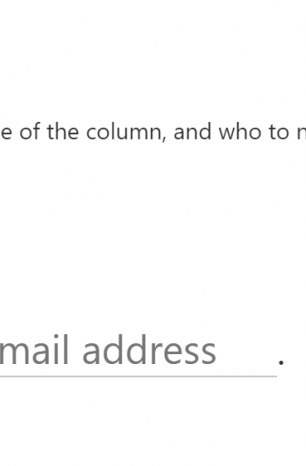 e of the column, and who to n
mail address .